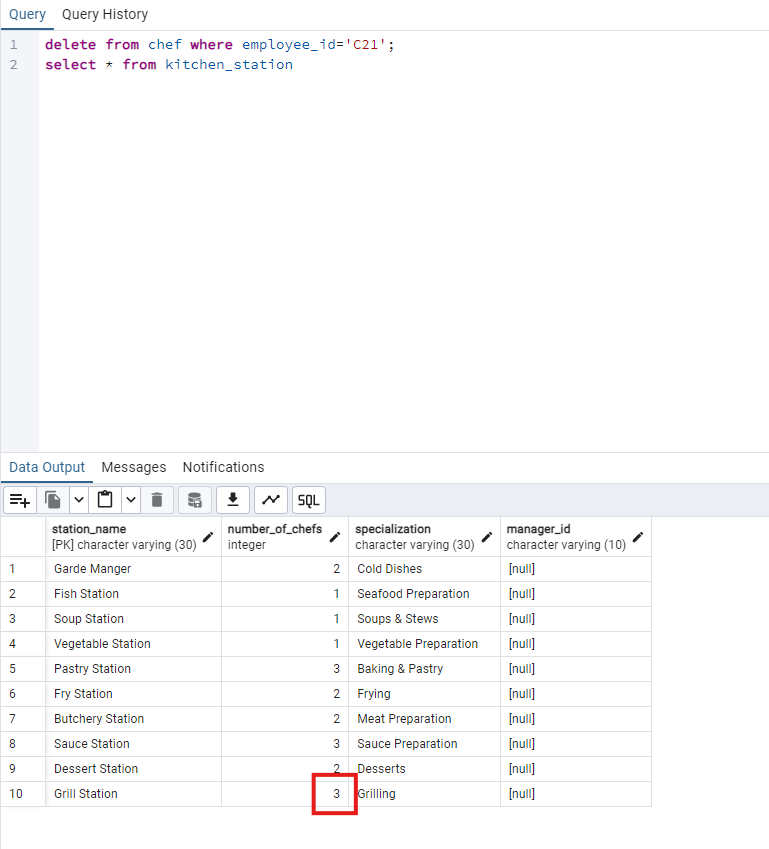 Query Query History
1 delete from chef where employee_id='C21';
2 select * from kitchen_station
Data Output Messages Notifications
SQL
station_name number_of_chefs specialization manager_id
[PK] character varying (30) integer character varying (30) character varying (10)
1 Garde Manger 2 Cold Dishes [null]
2 Fish Station 1 Seafood Preparation [null]
3 Soup Station 1 Soups & Stews [null]
4 Vegetable Station 1 Vegetable Preparation [null]
5 Pastry Station 3 Baking & Pastry [null]
6 Fry Station 2 Frying [null]
7 Butchery Station 2 Meat Preparation [null]
8 Sauce Station 3 Sauce Preparation [null]
9 Dessert Station 2 Desserts [null]
10 Grill Station 3 Grilling [null]